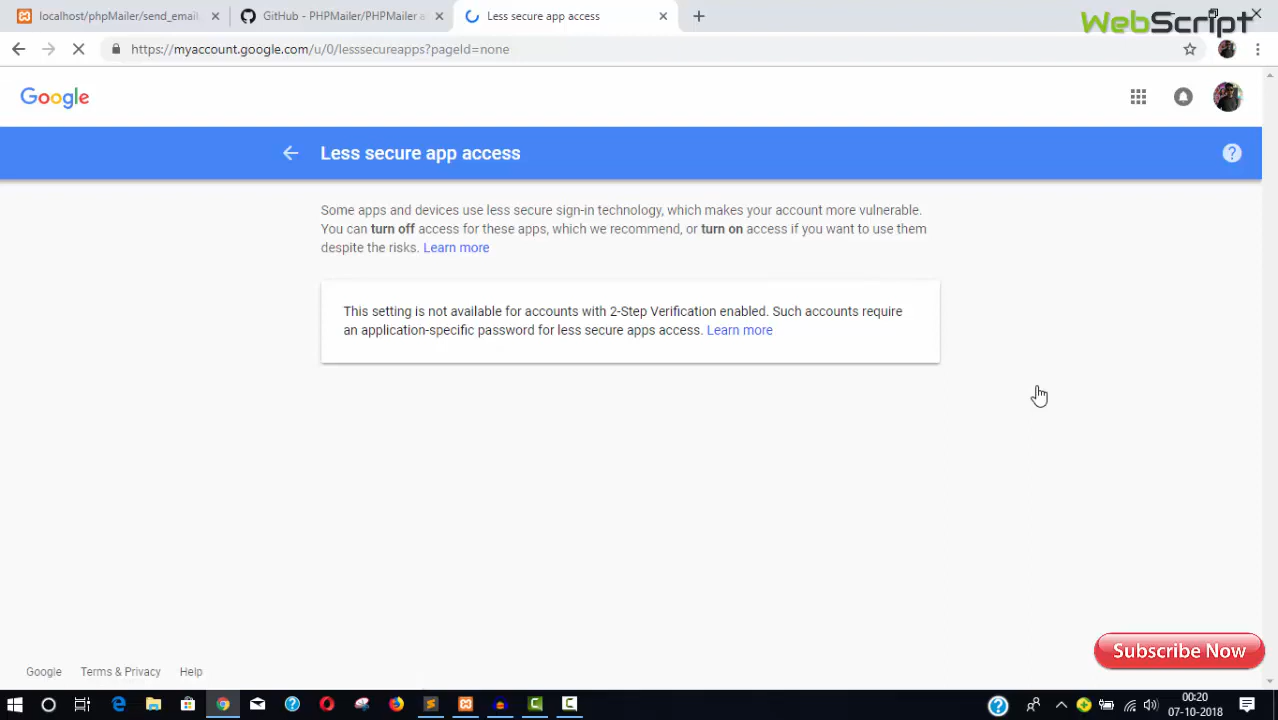 localhost/phpMailer/send_email
GitHub - PHPMailer/PHPMailer a
Less secure app access
WebScript
https://myaccount.google.com/u/0/lesssecureapps?pageId=none
Google
Less secure app access
Some apps and devices use less secure sign-in technology, which makes your account more vulnerable.
You can turn off access for these apps, which we recommend, or turn on access if you want to use them
despite the risks. Learn more
This setting is not available for accounts with 2-Step Verification enabled. Such accounts require
an application-specific password for less secure apps access. Learn more
Subscribe Now
Google Terms & Privacy Help
00:20
07-10-2018